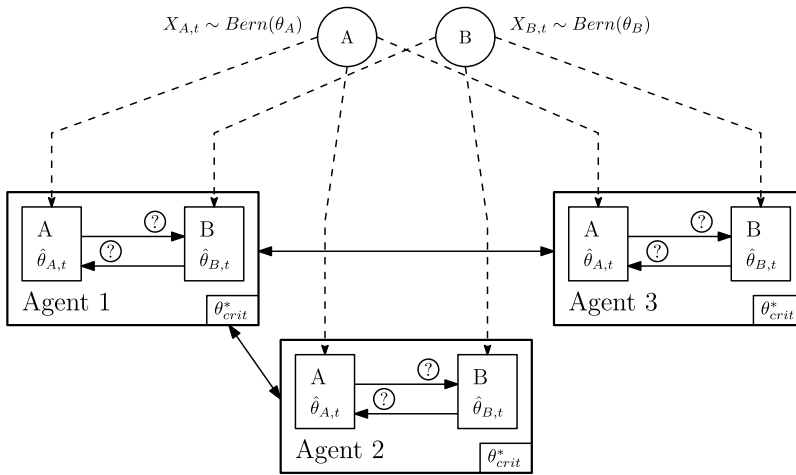 X_{A,t} ∼ Bern(θ_A)
A
B
X_{B,t} ∼ Bern(θ_B)
A
?
B
?
θ̂_{A,t}
θ̂_{B,t}
Agent 1
θ*_{crit}
A
?
B
?
θ̂_{A,t}
θ̂_{B,t}
Agent 3
θ*_{crit}
A
?
B
?
θ̂_{A,t}
θ̂_{B,t}
Agent 2
θ*_{crit}